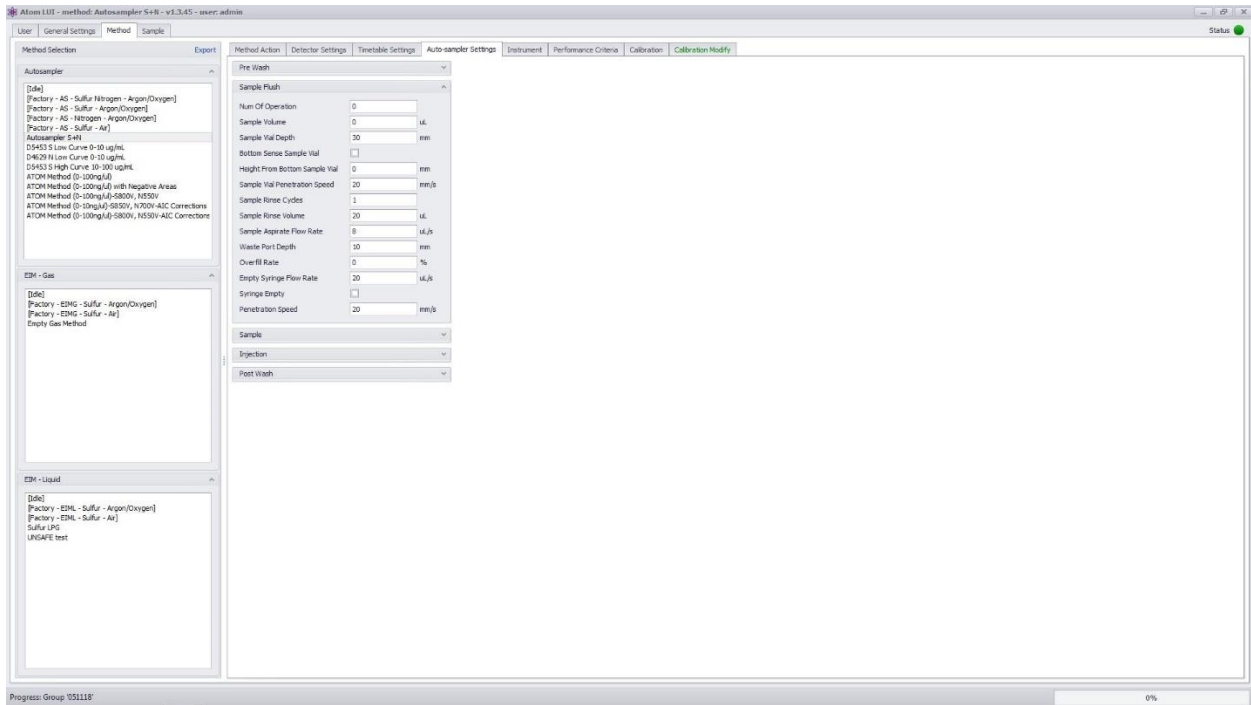 Atom LUI - method: Autosampler S+N - v1.3.45 - user: admin
User General Settings Method Sample Status
Method Selection Export
Autosampler
[Idle]
[Factory - AS - Sulfur Nitrogen - Argon/Oxygen]
[Factory - AS - Sulfur - Argon/Oxygen]
[Factory - AS - Nitrogen - Argon/Oxygen]
[Factory - AS - Sulfur - Air]
Autosampler S+N
D5453 S Low Curve 0-10 ug/mL
D4629 N Low Curve 0-10 ug/mL
D5453 S High Curve 10-100 ug/mL
ATOM Method (0-100ng/ul)
ATOM Method (0-100ng/ul) with Negative Areas
ATOM Method (0-100ng/ul)-S800V, N550V
ATOM Method (0-10ng/ul)-S850V, N700V-AIC Corrections
ATOM Method (0-100ng/ul)-S800V, N550V-AIC Corrections
EIM - Gas
[Idle]
[Factory - EIMG - Sulfur - Argon/Oxygen]
[Factory - EIMG - Sulfur - Air]
Empty Gas Method
EIM - Liquid
[Idle]
[Factory - EIML - Sulfur - Argon/Oxygen]
[Factory - EIML - Sulfur - Air]
Sulfur LPG
UNSAFE test
Method Action Detector Settings Timetable Settings Auto-sampler Settings Instrument Performance Criteria Calibration Calibration Modify
Pre Wash
Sample Flush
Num Of Operation 0
Sample Volume 0 uL
Sample Vial Depth 30 mm
Bottom Sense Sample Vial
Height From Bottom Sample Vial 0 mm
Sample Vial Penetration Speed 20 mm/s
Sample Rinse Cycles 1
Sample Rinse Volume 20 uL
Sample Aspirate Flow Rate 8 uL/s
Waste Port Depth 10 mm
Overfill Rate 0 %
Empty Syringe Flow Rate 20 uL/s
Syringe Empty
Penetration Speed 20 mm/s
Sample
Injection
Post Wash
Progress: Group '051118' 0%